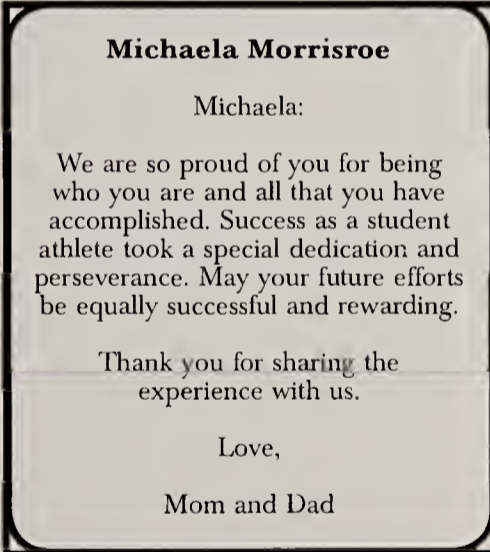 Michaela Morrisroe
Michaela:
We are so proud of you for being
who you are and all that you have
accomplished. Success as a student
athlete took a special dedication and
perseverance. May your future efforts
be equally successful and rewarding.
Thank you for sharing the
experience with us.
Love,
Mom and Dad